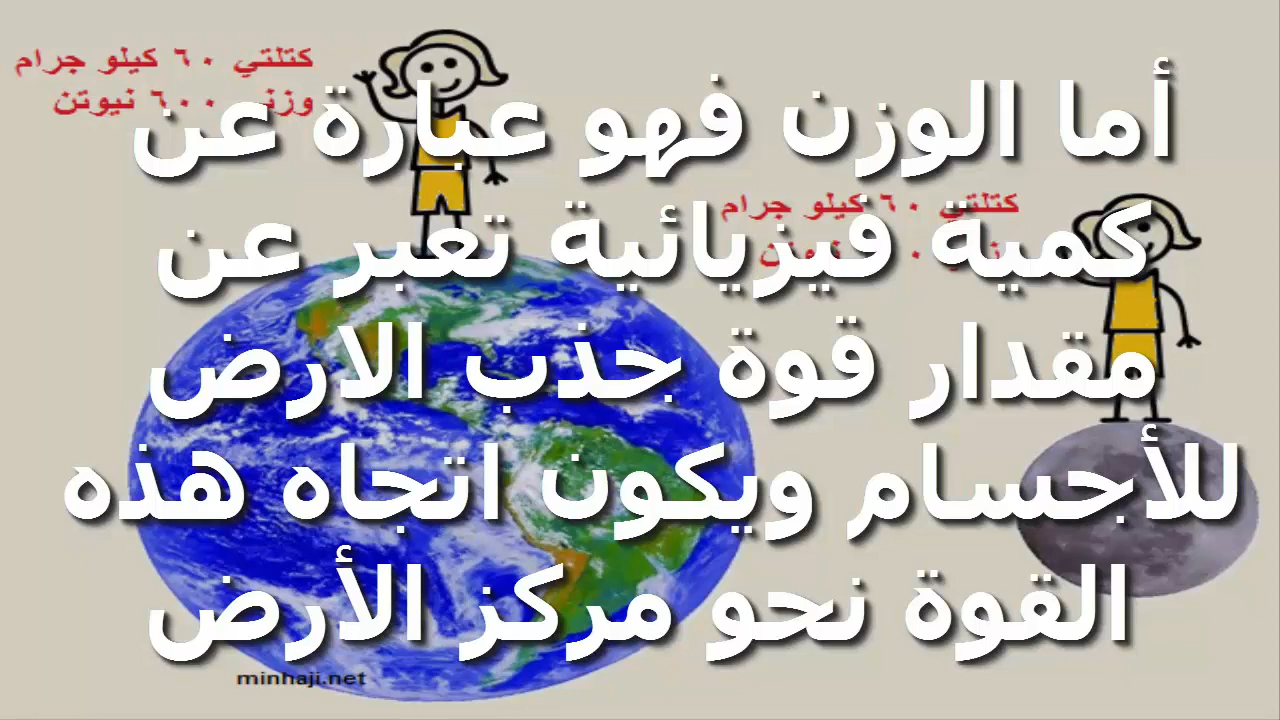 كتلتي ٦٠ كيلو جرام
٦٠٠ نيوتن
أما الوزن فهو عبارة عن
كتلتي ٦٠ كيلو جرام
كمية فيزيائية تعبر عن
مقدار قوة جذب الارض
للأجسام ويكون اتجاه هذه
القوة نحو مركز الأرض
minhaji.net